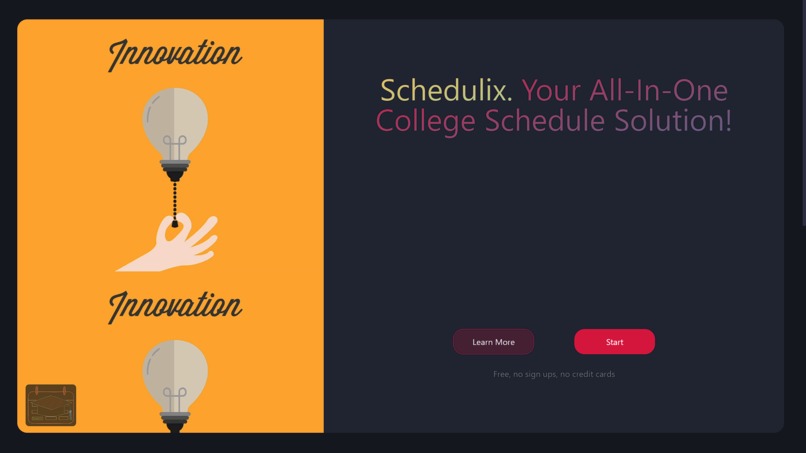 Innovation
Innovation
Schedulix. Your All-In-One
College Schedule Solution!
Learn More
Start
Free, no sign ups, no credit cards